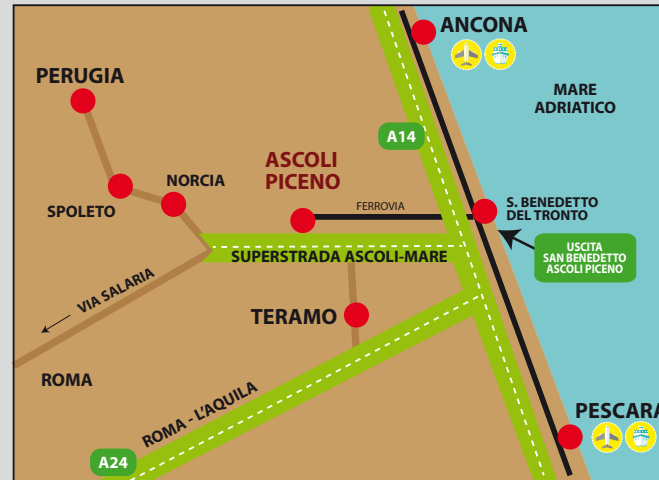 ANCONA
PERUGIA
MARE
ADRIATICO
A14
ASCOLI
PICENO
NORCIA
SPOLETO
FERROVIA
S. BENEDETTO
DEL TRONTO
USCITA
SAN BENEDETTO
ASCOLI PICENO
SUPERSTRADA ASCOLI-MARE
VIA SALARIA
TERAMO
ROMA
ROMA - L'AQUILA
PESCARA
A24